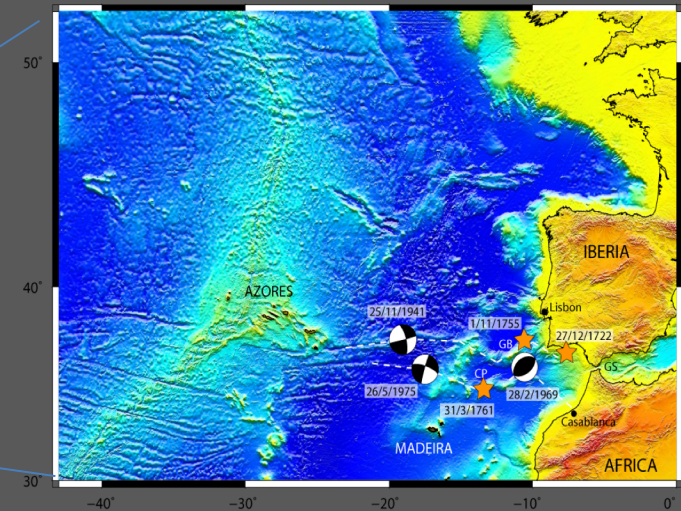 50°
IBERIA
40°
AZORES
25/11/1941
Lisbon
1/11/1755
27/12/1722
GB
GS
CP
26/5/1975
28/2/1969
31/3/1761
Casablanca
MADEIRA
AFRICA
30°
−40° −30° −20° −10° 0°